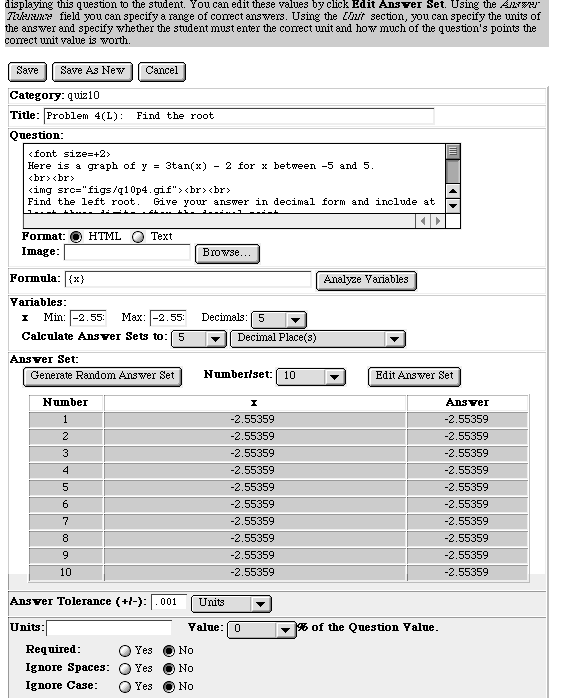 displaying this question to the student. You can edit these values by click Edit Answer Set. Using the Answer
Tolerance field you can specify a range of correct answers. Using the Unit section, you can specify the units of
the answer and specify whether the student must enter the correct unit and how much of the question's points the
correct unit value is worth.
Save Save As New Cancel
Category: quiz10
Title: Problem 4(L): Find the root
Question:
<font size=+2>
Here is a graph of y = 3tan(x) - 2 for x between -5 and 5.
<br><br>
<img src="figs/q10p4.gif"><br><br>
Find the left root. Give your answer in decimal form and include at
least three digits after the decimal point
Format: HTML Text
Image: Browse...
Formula: {x} Analyze Variables
Variables:
x Min: -2.55 Max: -2.55 Decimals: 5
Calculate Answer Sets to: 5 Decimal Place(s)
Answer Set:
Generate Random Answer Set Number/set: 10 Edit Answer Set
Number x Answer
1 -2.55359 -2.55359
2 -2.55359 -2.55359
3 -2.55359 -2.55359
4 -2.55359 -2.55359
5 -2.55359 -2.55359
6 -2.55359 -2.55359
7 -2.55359 -2.55359
8 -2.55359 -2.55359
9 -2.55359 -2.55359
10 -2.55359 -2.55359
Answer Tolerance (+/-): .001 Units
Units: Value: 0 % of the Question Value.
Required: Yes No
Ignore Spaces: Yes No
Ignore Case: Yes No